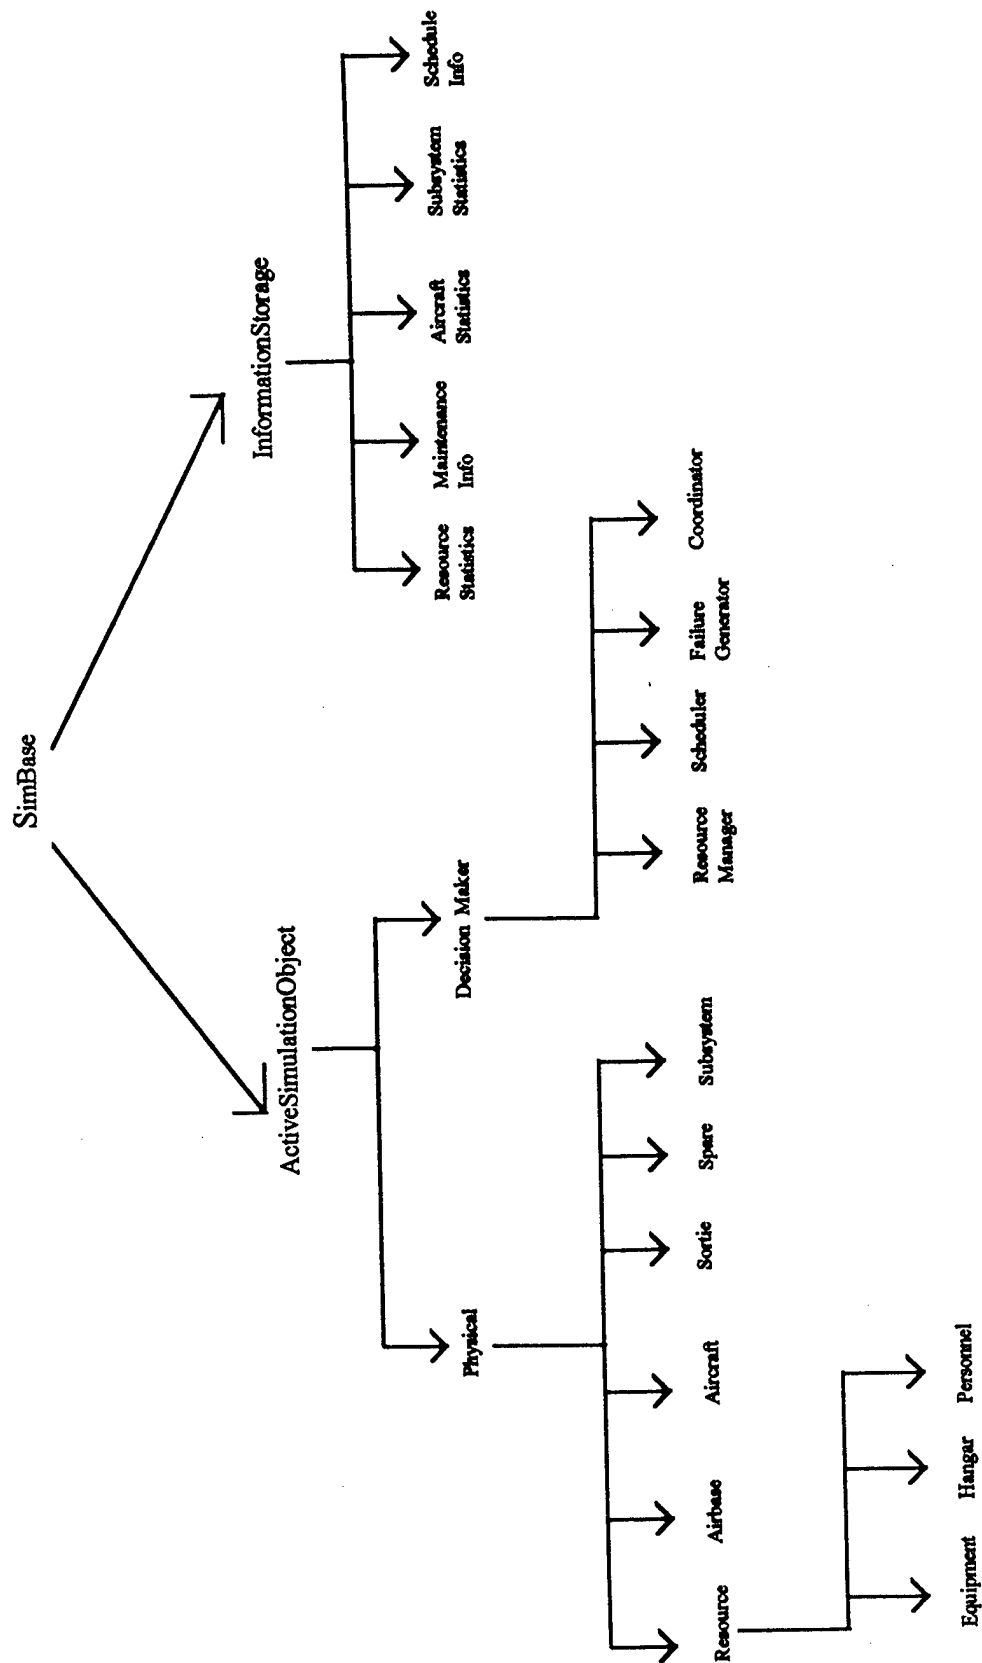 SimBase
ActiveSimulationObject
InformationStorage
Physical
Decision Maker
Resource
Statistics
Maintenance
Info
Aircraft
Statistics
Subsystem
Statistics
Schedule
Info
Resource
Airbase
Aircraft
Sortie
Spare
Subsystem
Resource
Manager
Scheduler
Failure
Generator
Coordinator
Equipment
Hangar
Personnel